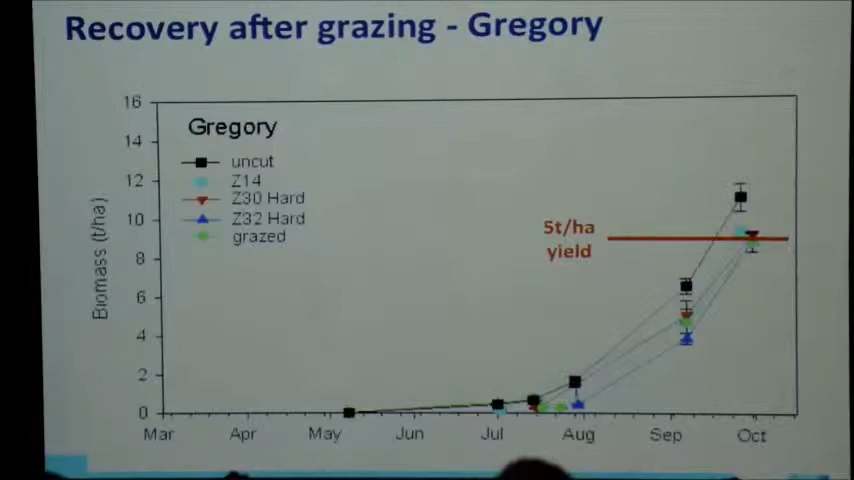 Recovery after grazing - Gregory
16
14
12
10
8
6
4
2
0
Biomass (t/ha)
Gregory
uncut
Z14
Z30 Hard
Z32 Hard
grazed
5t/ha
yield
Mar
Apr
May
Jun
Jul
Aug
Sep
Oct